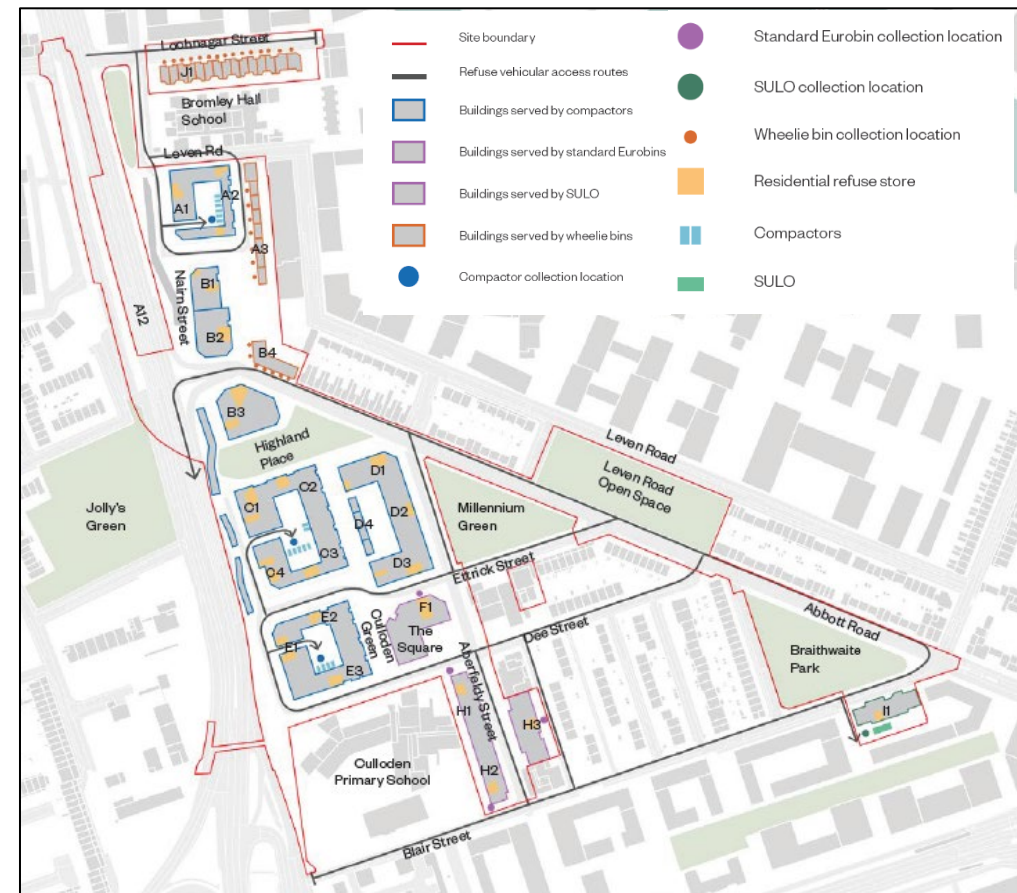 Site boundary
Refuse vehicular access routes
Buildings served by compactors
Buildings served by standard Eurobins
Buildings served by SULO
Buildings served by wheelie bins
Compactor collection location
Standard Eurobin collection location
SULO collection location
Wheelie bin collection location
Residential refuse store
Compactors
SULO
Lochnagar Street
J1
Bromley Hall
School
Leven Rd
A1
A2
A3
A12
Nairn Street
B1
B2
B4
B3
Highland
Place
Jolly's
Green
C1
C2
C3
C4
D1
D2
D4
D3
Millennium
Green
Leven Road
Leven Road
Open Space
Ettrick Street
E2
E1
E3
Culloden
Green
F1
The
Square
Aberfeldy Street
Dee Street
Abbott Road
Braithwaite
Park
I1
H1
H2
H3
Culloden
Primary School
Blair Street